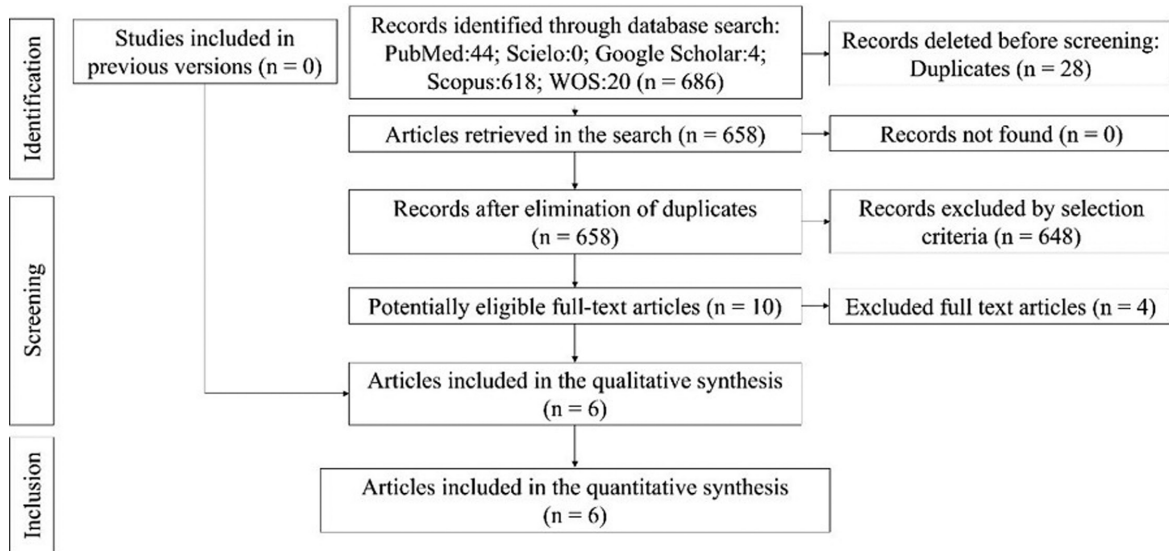 Identification
Studies included in
previous versions (n = 0)
Records identified through database search:
PubMed:44; Scielo:0; Google Scholar:4;
Scopus:618; WOS:20 (n = 686)
Records deleted before screening:
Duplicates (n = 28)
Articles retrieved in the search (n = 658)
Records not found (n = 0)
Screening
Records after elimination of duplicates
(n = 658)
Records excluded by selection
criteria (n = 648)
Potentially eligible full-text articles (n = 10)
Excluded full text articles (n = 4)
Articles included in the qualitative synthesis
(n = 6)
Inclusion
Articles included in the quantitative synthesis
(n = 6)